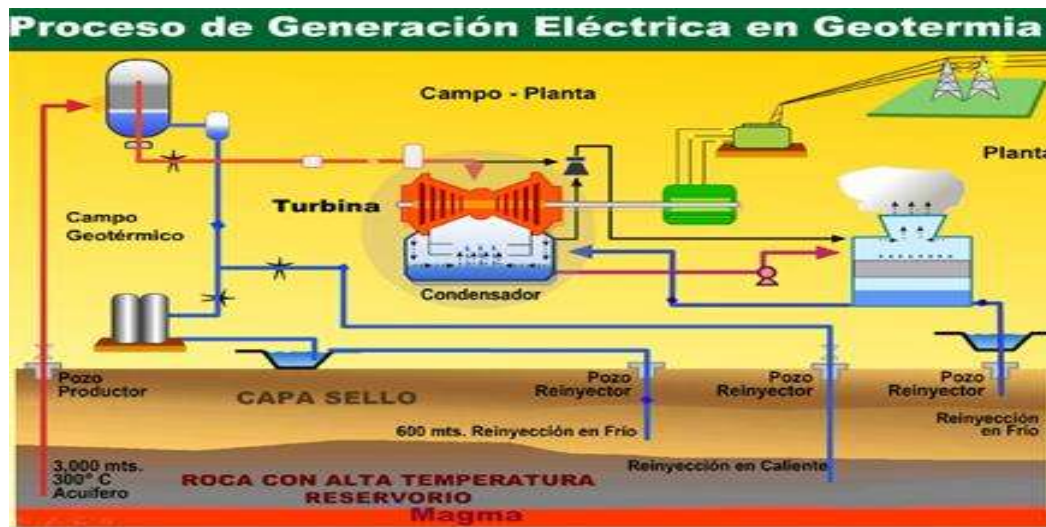 Proceso de Generación Eléctrica en Geotermia
Campo - Planta
Planta
Turbina
Campo
Geotérmico
Condensador
Pozo
Productor
Pozo
Reinyector
Pozo
Reinyector
Pozo
Reinyector
CAPA SELLO
600 mts. Reinyección en Frío
Reinyección
en Frío
3,000 mts.
300° C
Acuífero
Reinyección en Caliente
ROCA CON ALTA TEMPERATURA
RESERVORIO
Magma